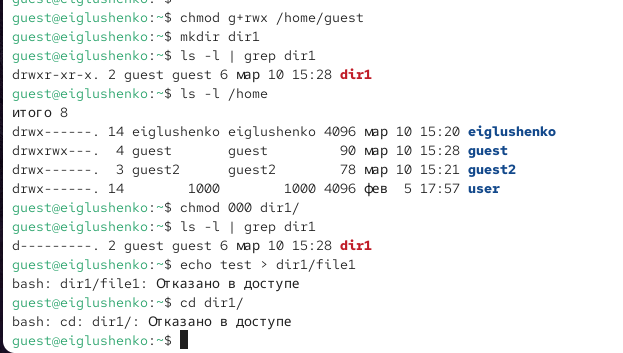 guest@eiglushenko:~$ chmod g+rwx /home/guest
guest@eiglushenko:~$ mkdir dir1
guest@eiglushenko:~$ ls -l | grep dir1
drwxr-xr-x. 2 guest guest 6 мар 10 15:28 dir1
guest@eiglushenko:~$ ls -l /home
итого 8
drwx------. 14 eiglushenko eiglushenko 4096 мар 10 15:20 eiglushenko
drwxrwx---.  4 guest       guest         90 мар 10 15:28 guest
drwx------.  3 guest2      guest2        78 мар 10 15:21 guest2
drwx------. 14        1000        1000 4096 фев  5 17:57 user
guest@eiglushenko:~$ chmod 000 dir1/
guest@eiglushenko:~$ ls -l | grep dir1
d---------. 2 guest guest 6 мар 10 15:28 dir1
guest@eiglushenko:~$ echo test > dir1/file1
bash: dir1/file1: Отказано в доступе
guest@eiglushenko:~$ cd dir1/
bash: cd: dir1/: Отказано в доступе
guest@eiglushenko:~$